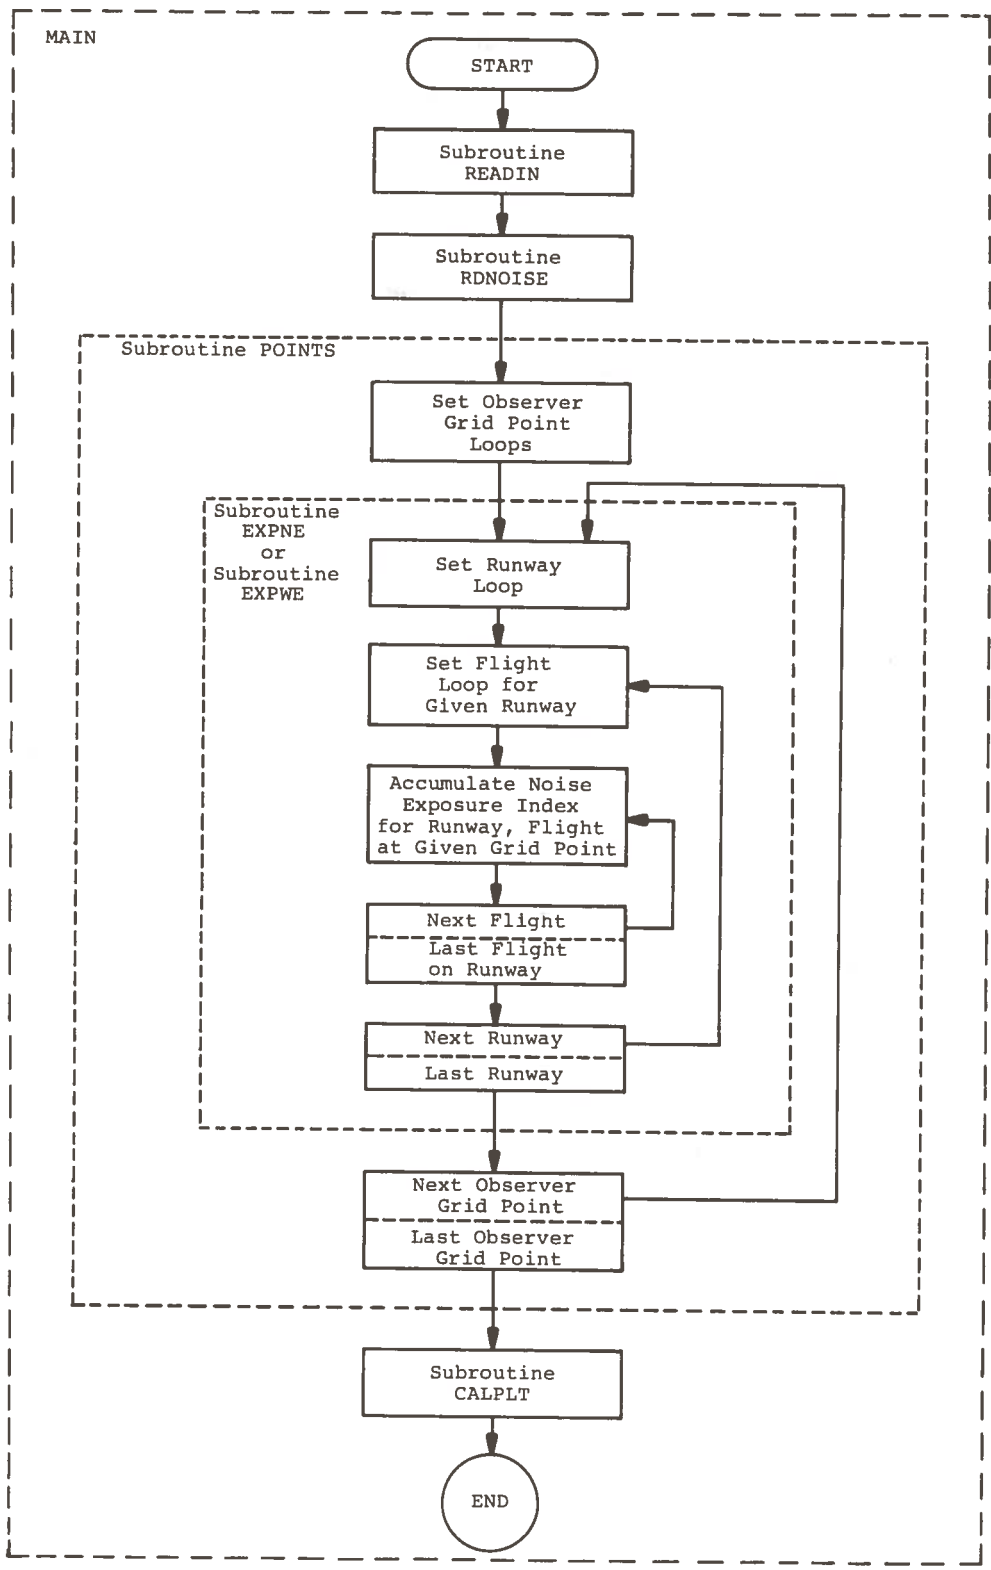 MAIN
START
Subroutine
READIN
Subroutine
RDNOISE
Subroutine POINTS
Set Observer
Grid Point
Loops
Subroutine
EXPNE
or
Subroutine
EXPWE
Set Runway
Loop
Set Flight
Loop for
Given Runway
Accumulate Noise
Exposure Index
for Runway, Flight
at Given Grid Point
Next Flight
Last Flight
on Runway
Next Runway
Last Runway
Next Observer
Grid Point
Last Observer
Grid Point
Subroutine
CALPLT
END